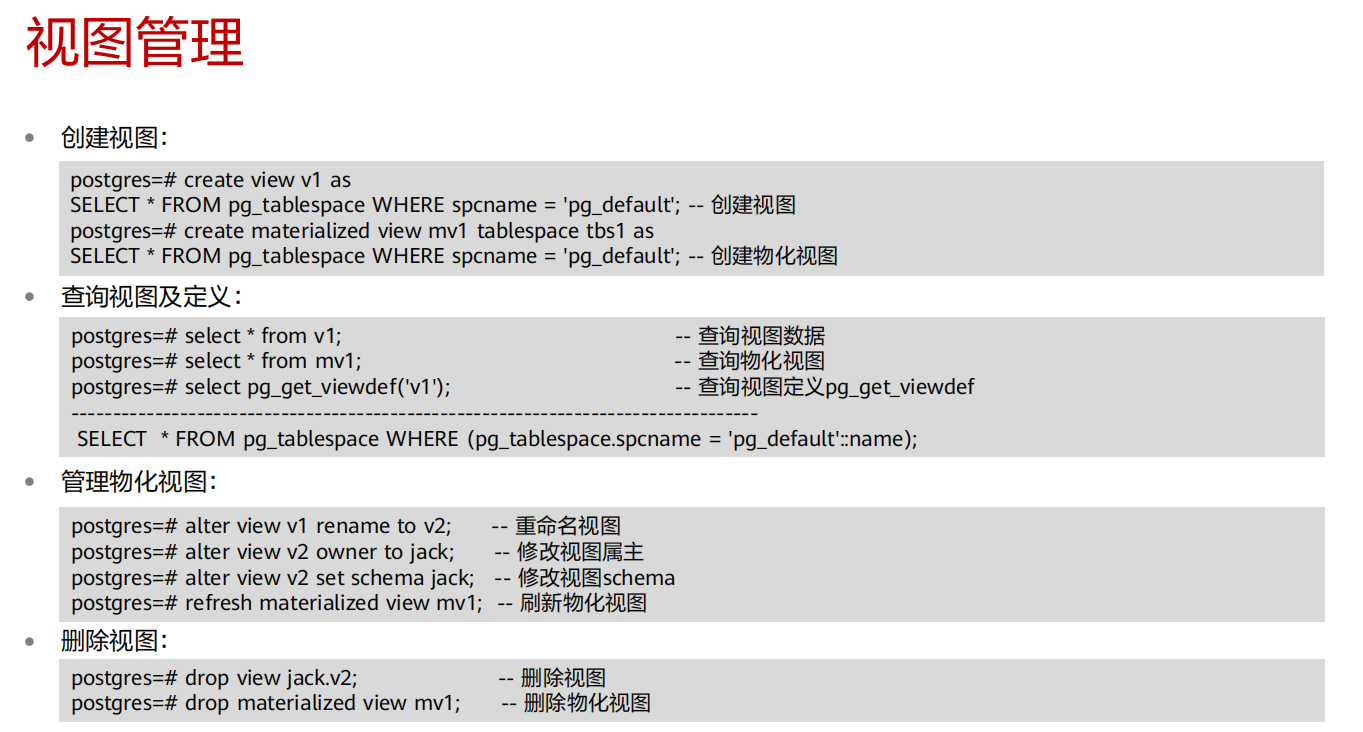 视图管理
• 创建视图：
postgres=# create view v1 as
SELECT * FROM pg_tablespace WHERE spcname = 'pg_default'; -- 创建视图
postgres=# create materialized view mv1 tablespace tbs1 as
SELECT * FROM pg_tablespace WHERE spcname = 'pg_default'; -- 创建物化视图
• 查询视图及定义：
postgres=# select * from v1; -- 查询视图数据
postgres=# select * from mv1; -- 查询物化视图
postgres=# select pg_get_viewdef('v1'); -- 查询视图定义pg_get_viewdef
----------------------------------------------------------------------------------
SELECT * FROM pg_tablespace WHERE (pg_tablespace.spcname = 'pg_default'::name);
• 管理物化视图：
postgres=# alter view v1 rename to v2; -- 重命名视图
postgres=# alter view v2 owner to jack; -- 修改视图属主
postgres=# alter view v2 set schema jack; -- 修改视图schema
postgres=# refresh materialized view mv1; -- 刷新物化视图
• 删除视图：
postgres=# drop view jack.v2; -- 删除视图
postgres=# drop materialized view mv1; -- 删除物化视图